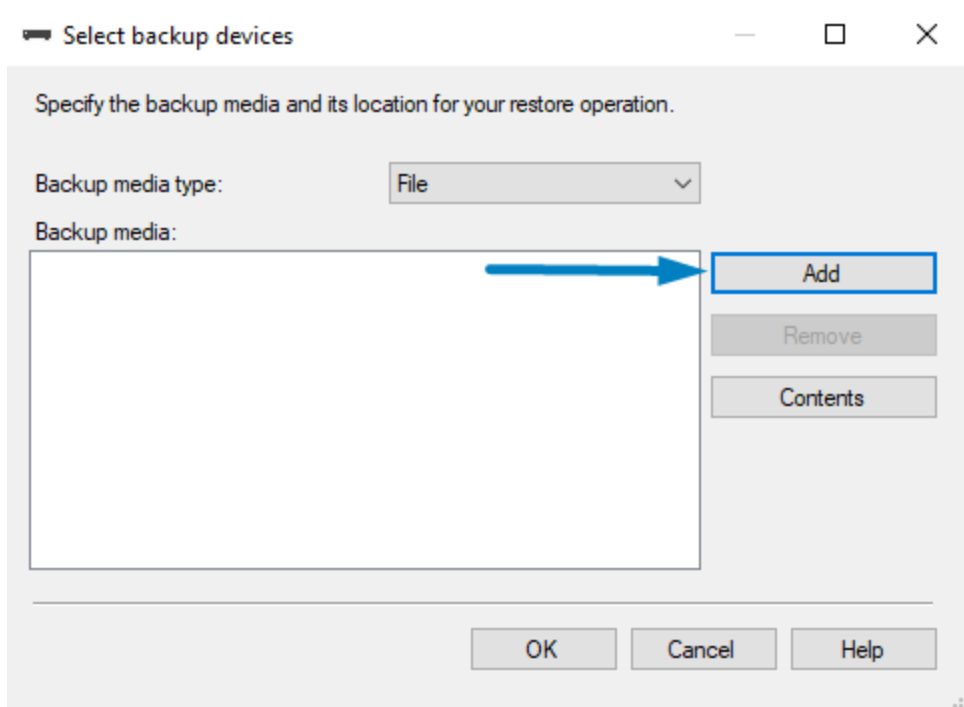 Select backup devices
Specify the backup media and its location for your restore operation.
Backup media type:
File
Backup media:
Add
Remove
Contents
OK
Cancel
Help